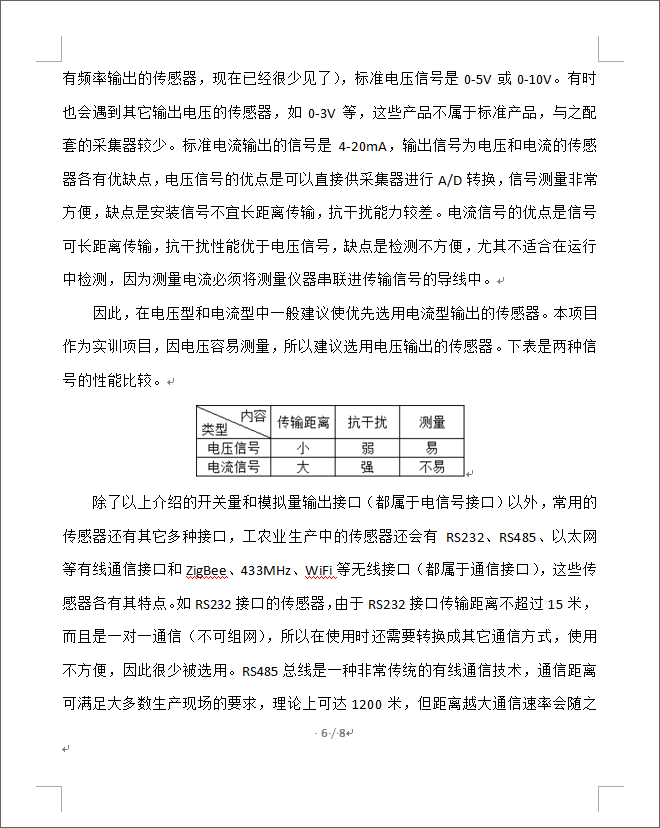 有频率输出的传感器，现在已经很少见了），标准电压信号是 0-5V 或 0-10V。有时
也会遇到其它输出电压的传感器，如 0-3V 等，这些产品不属于标准产品，与之配
套的采集器较少。标准电流输出的信号是 4-20mA，输出信号为电压和电流的传感
器各有优缺点，电压信号的优点是可以直接供采集器进行 A/D 转换，信号测量非常
方便，缺点是安装信号不宜长距离传输，抗干扰能力较差。电流信号的优点是信号
可长距离传输，抗干扰性能优于电压信号，缺点是检测不方便，尤其不适合在运行
中检测，因为测量电流必须将测量仪器串联进传输信号的导线中。
因此，在电压型和电流型中一般建议使优先选用电流型输出的传感器。本项目
作为实训项目，因电压容易测量，所以建议选用电压输出的传感器。下表是两种信
号的性能比较。
内容 类型 传输距离 抗干扰 测量
电压信号 小 弱 易
电流信号 大 强 不易
除了以上介绍的开关量和模拟量输出接口（都属于电信号接口）以外，常用的
传感器还有其它多种接口，工农业生产中的传感器还会有 RS232、RS485、以太网
等有线通信接口和 ZigBee、433MHz、WiFi 等无线接口（都属于通信接口），这些传
感器各有其特点。如 RS232 接口的传感器，由于 RS232 接口传输距离不超过 15 米，
而且是一对一通信（不可组网），所以在使用时还需要转换成其它通信方式，使用
不方便，因此很少被选用。RS485 总线是一种非常传统的有线通信技术，通信距离
可满足大多数生产现场的要求，理论上可达 1200 米，但距离越大通信速率会随之
6 / 8